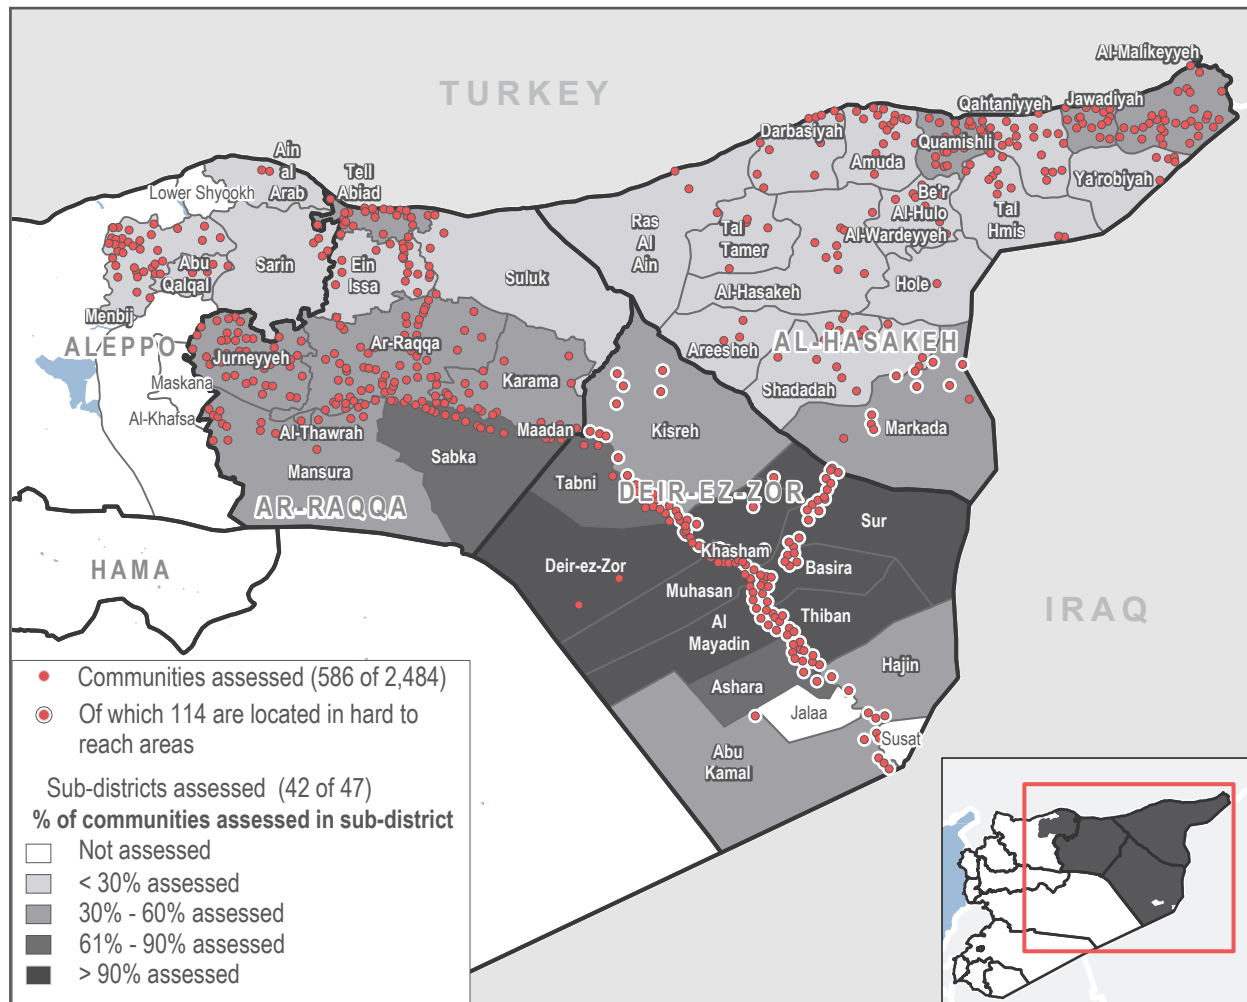 TURKEY
Al-Malikeyyeh
Qahtaniyyeh
Jawadiyah
Darbasiyah
Quamishli
Amuda
Ya'robiyah
Ain
al
Arab
Tell
Abiad
Lower Shyookh
Be'r
Al-Hulo
Al-Wardeyyeh
Tal
Hmis
Ras
Al
Ain
Tal
Tamer
Abu
Qalqal
Sarin
Ein
Issa
Suluk
Al-Hasakeh
Hole
Menbij
ALEPPO
Jurneyyeh
Ar-Raqqa
Areesheh
AL-HASAKEH
Maskana
Karama
Shadadah
Al-Khafsa
Al-Thawrah
Maadan
Kisreh
Markada
Mansura
Sabka
Tabni
DEIR-EZ-ZOR
AR-RAQQA
Sur
HAMA
Khasham
Deir-ez-Zor
Basira
Muhasan
IRAQ
Al
Mayadin
Thiban
Hajin
Ashara
Jalaa
Susat
Abu
Kamal
Communities assessed (586 of 2,484)
Of which 114 are located in hard to
reach areas
Sub-districts assessed (42 of 47)
% of communities assessed in sub-district
Not assessed
< 30% assessed
30% - 60% assessed
61% - 90% assessed
> 90% assessed